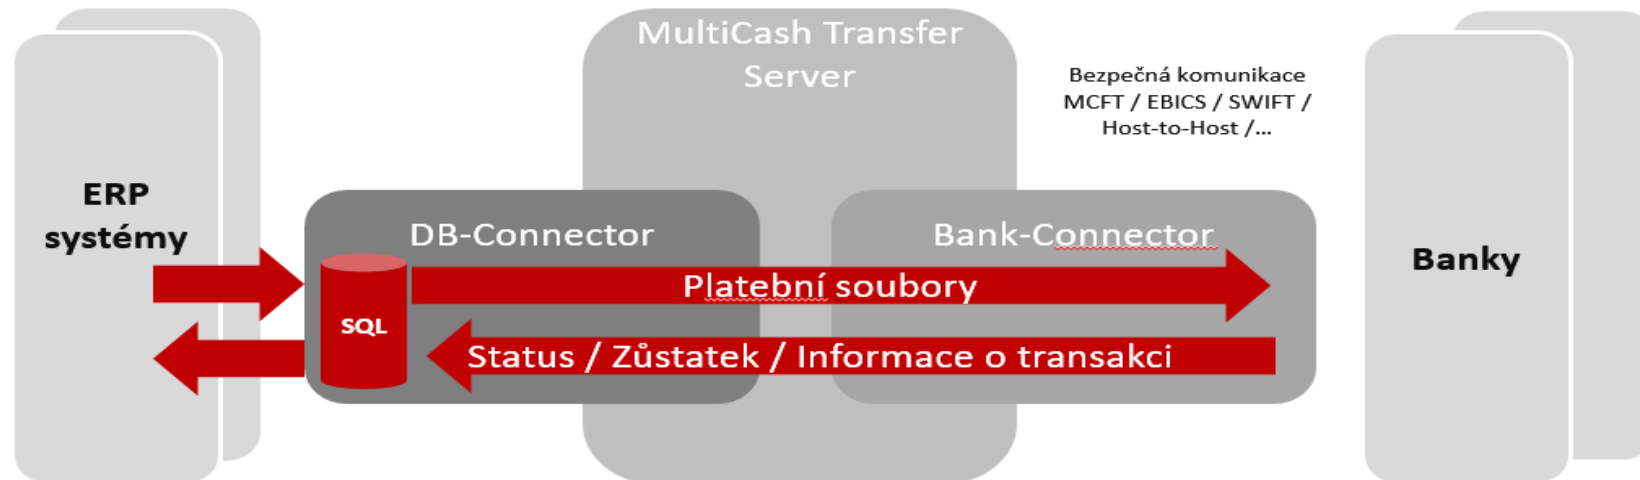 MultiCash Transfer
Server
Bezpečná komunikace
MCFT / EBICS / SWIFT /
Host-to-Host /...
ERP
systémy
DB-Connector
Bank-Connector
Banky
Platební soubory
SQL
Status / Zůstatek / Informace o transakci